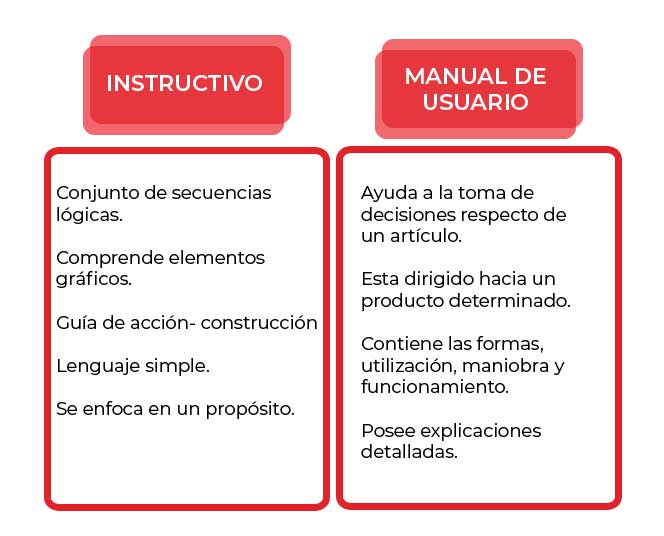 INSTRUCTIVO
Conjunto de secuencias
lógicas.
Comprende elementos
gráficos.
Guía de acción- construcción
Lenguaje simple.
Se enfoca en un propósito.
MANUAL DE
USUARIO
Ayuda a la toma de
decisiones respecto de
un artículo.
Esta dirigido hacia un
producto determinado.
Contiene las formas,
utilización, maniobra y
funcionamiento.
Posee explicaciones
detalladas.